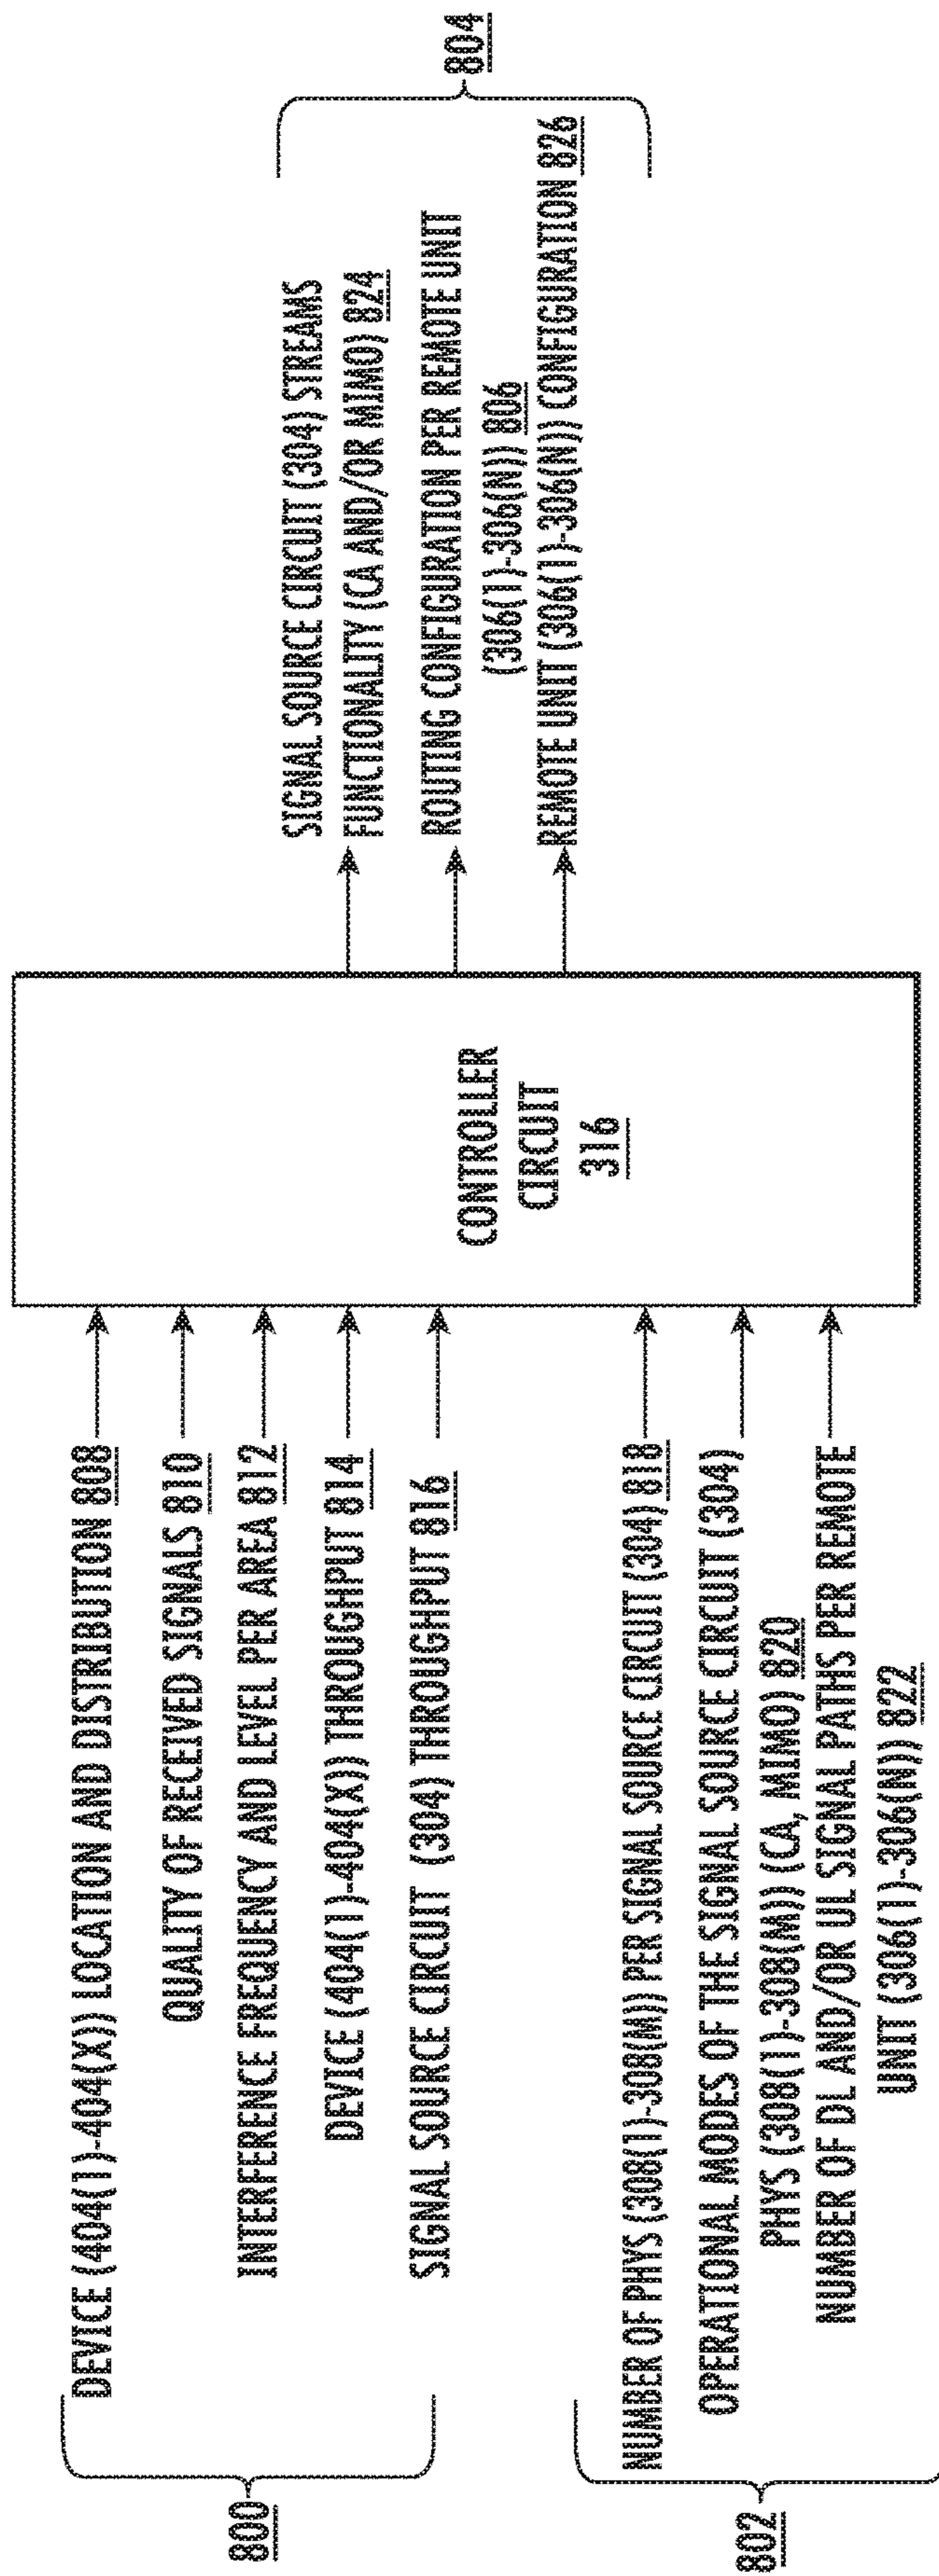 800
DEVICE (404(1)-404(X)) LOCATION AND DISTRIBUTION 808
QUALITY OF RECEIVED SIGNALS 810
INTERFERENCE FREQUENCY AND LEVEL PER AREA 812
DEVICE (404(1)-404(X)) THROUGHPUT 814
SIGNAL SOURCE CIRCUIT (304) THROUGHPUT 816
802
NUMBER OF PHYS (308(1)-308(M)) PER SIGNAL SOURCE CIRCUIT (304) 818
OPERATIONAL MODES OF THE SIGNAL SOURCE CIRCUIT (304)
PHYS (308(1)-308(M)) (CA, MIMO) 820
NUMBER OF DL AND/OR UL SIGNAL PATHS PER REMOTE
UNIT (306(1)-306(N)) 822
CONTROLLER
CIRCUIT
316
SIGNAL SOURCE CIRCUIT (304) STREAMS
FUNCTIONALITY (CA AND/OR MIMO) 824
ROUTING CONFIGURATION PER REMOTE UNIT
(306(1)-306(N)) 806
REMOTE UNIT (306(1)-306(N)) CONFIGURATION 826
804